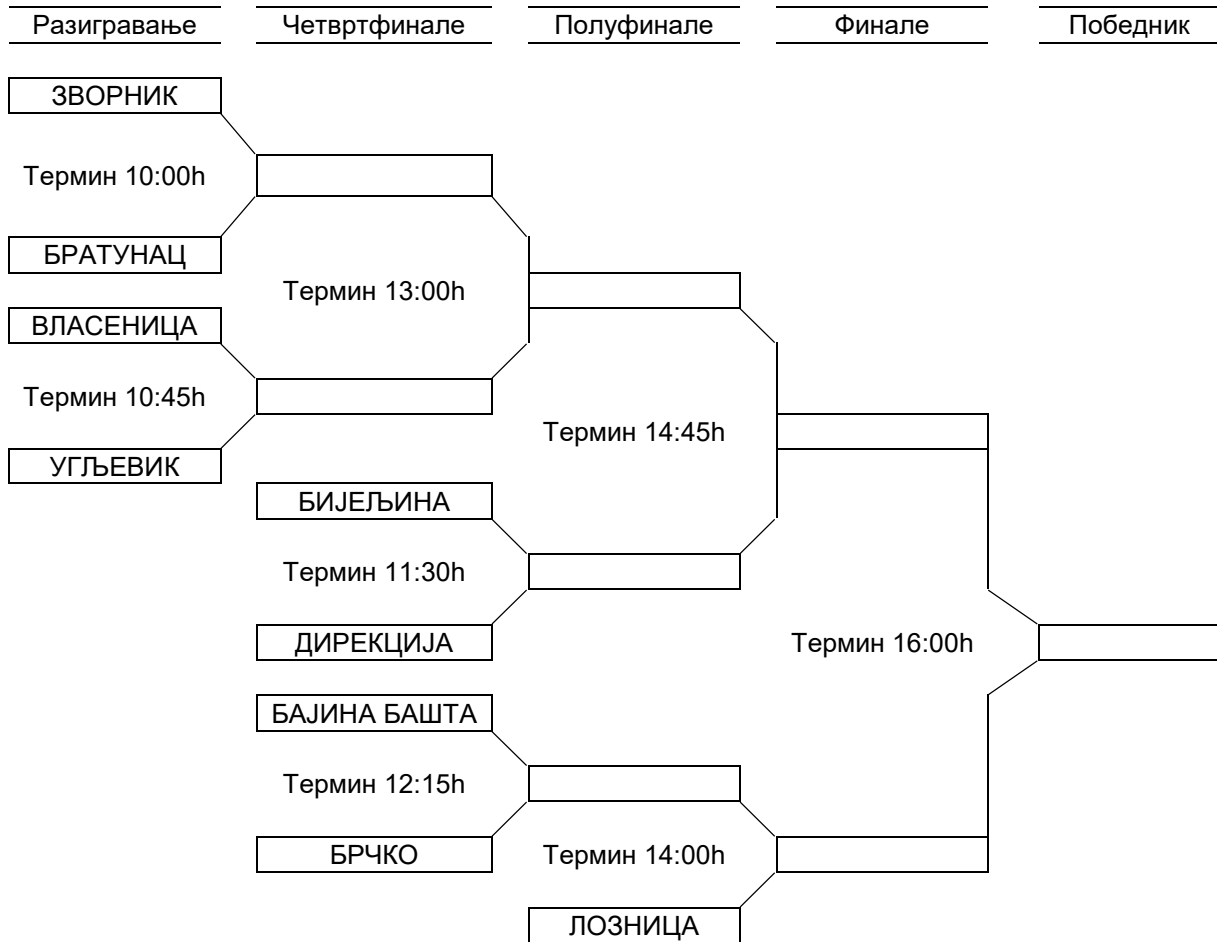 Разигравање Четвртфинале Полуфинале Финале Победник
ЗВОРНИК
Термин 10:00h
БРАТУНАЦ
Термин 13:00h
ВЛАСЕНИЦА
Термин 10:45h
УГЉЕВИК
Термин 14:45h
БИЈЕЉИНА
Термин 11:30h
ДИРЕКЦИЈА
Термин 16:00h
БАЈИНА БАШТА
Термин 12:15h
БРЧКО
Термин 14:00h
ЛОЗНИЦА